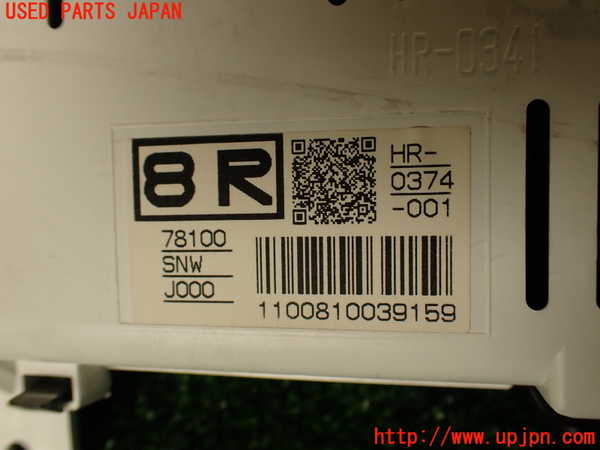 USED PARTS JAPAN
HR-0341
8R
HR-
0374
-001
78100
SNW
J000
1100810039159
http://www.upjpn.com/